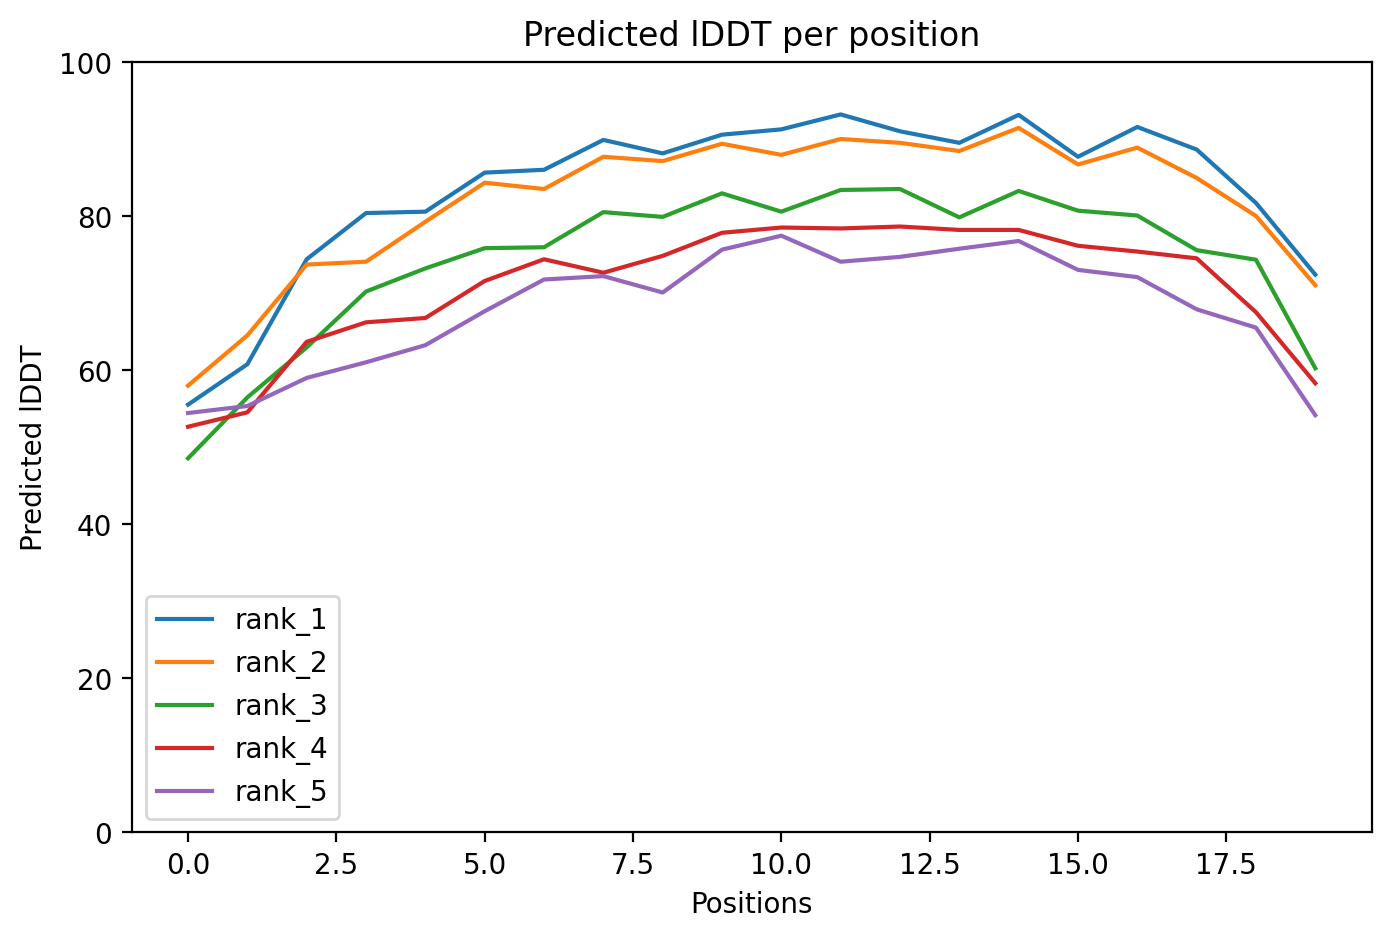 Predicted lDDT per position
100
80
60
40
20
0
Predicted lDDT
rank_1
rank_2
rank_3
rank_4
rank_5
0.0 2.5 5.0 7.5 10.0 12.5 15.0 17.5
Positions